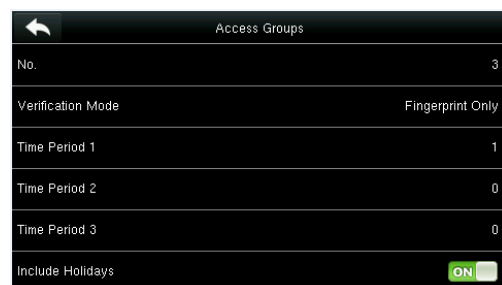 Access Groups
No. 3
Verification Mode Fingerprint Only
Time Period 1 1
Time Period 2 0
Time Period 3 0
Include Holidays ON